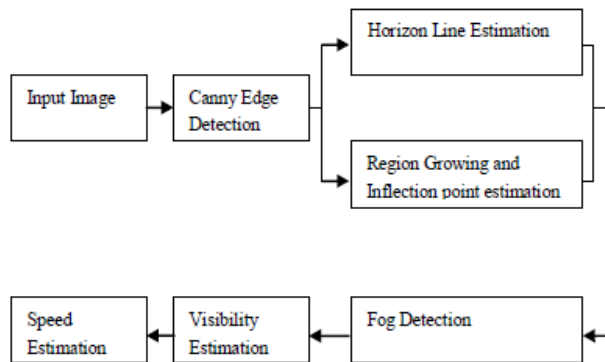 Input Image
Canny Edge
Detection
Horizon Line Estimation
Region Growing and
Inflection point estimation
Fog Detection
Visibility
Estimation
Speed
Estimation